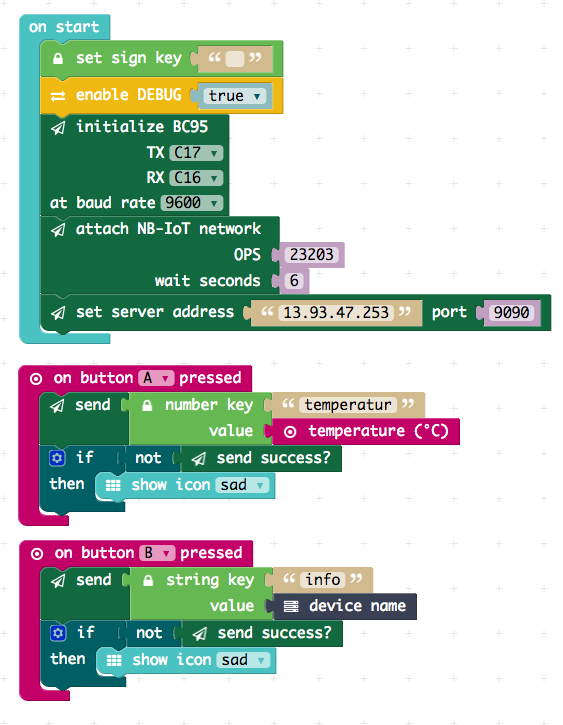 on start
set sign key “ ”
enable DEBUG true
initialize BC95
TX C17
RX C16
at baud rate 9600
attach NB-IoT network
OPS 23203
wait seconds 6
set server address “ 13.93.47.253 ” port 9090
on button A pressed
send number key “ temperatur ”
value temperature (°C)
if not send success?
then show icon sad
on button B pressed
send string key “ info ”
value device name
if not send success?
then show icon sad